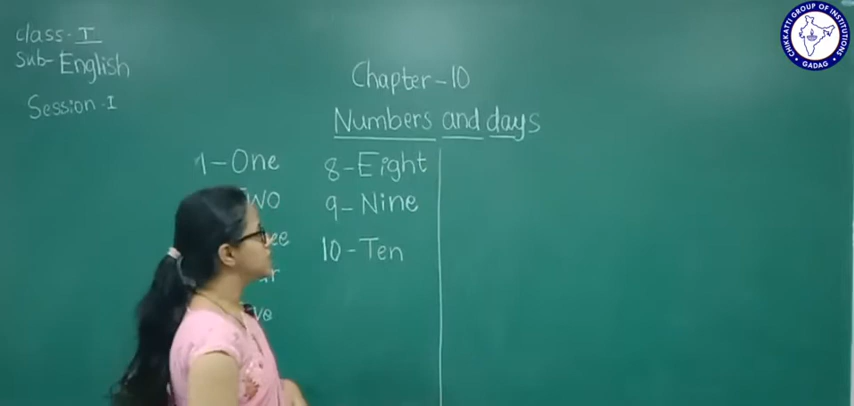 Class - I
Sub- English
Session - I
Chapter - 10
Numbers and days
1 - One
8 - Eight
9 - Nine
10 - Ten
CHIKKATTI GROUP OF INSTITUTIONS
GADAG